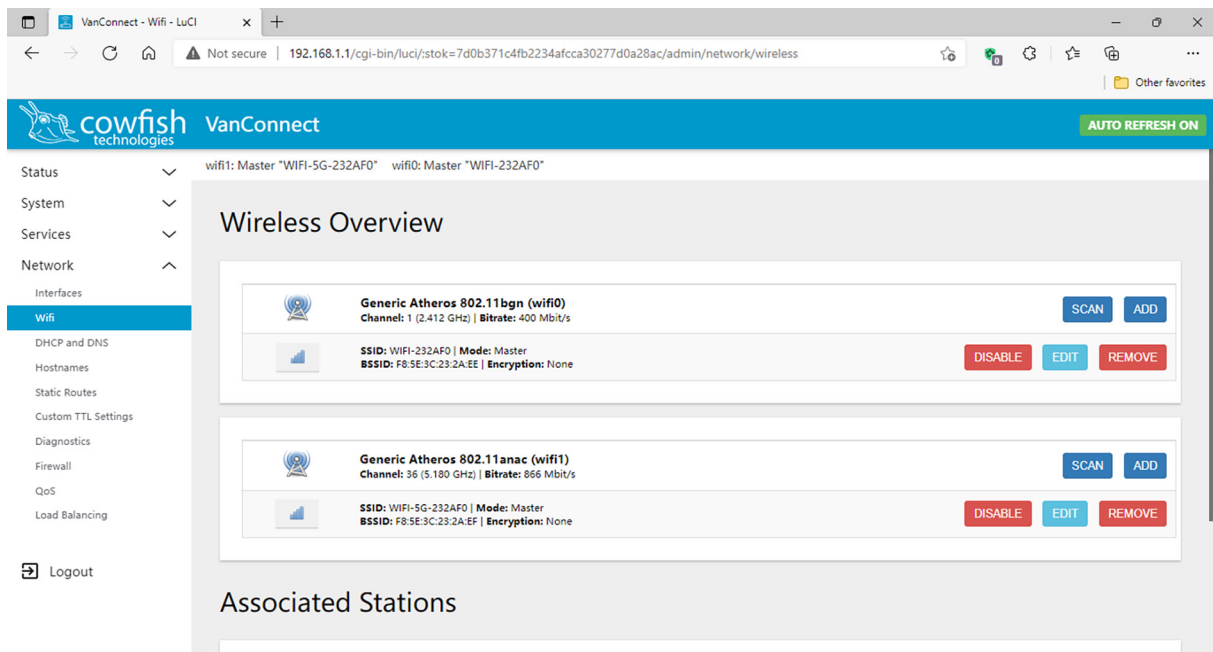 VanConnect - Wifi - LuCI
Not secure | 192.168.1.1/cgi-bin/luci/;stok=7d0b371c4fb2234afcca30277d0a28ac/admin/network/wireless
0
Other favorites
cowfish technologies
VanConnect
AUTO REFRESH ON
wifi1: Master "WIFI-5G-232AF0" wifi0: Master "WIFI-232AF0"
Status
System
Services
Network
Interfaces
Wifi
DHCP and DNS
Hostnames
Static Routes
Custom TTL Settings
Diagnostics
Firewall
QoS
Load Balancing
Logout
Wireless Overview
Generic Atheros 802.11bgn (wifi0)
Channel: 1 (2.412 GHz) | Bitrate: 400 Mbit/s
SCAN ADD
SSID: WIFI-232AF0 | Mode: Master
BSSID: F8:5E:3C:23:2A:EE | Encryption: None
DISABLE EDIT REMOVE
Generic Atheros 802.11anac (wifi1)
Channel: 36 (5.180 GHz) | Bitrate: 866 Mbit/s
SCAN ADD
SSID: WIFI-5G-232AF0 | Mode: Master
BSSID: F8:5E:3C:23:2A:EF | Encryption: None
DISABLE EDIT REMOVE
Associated Stations